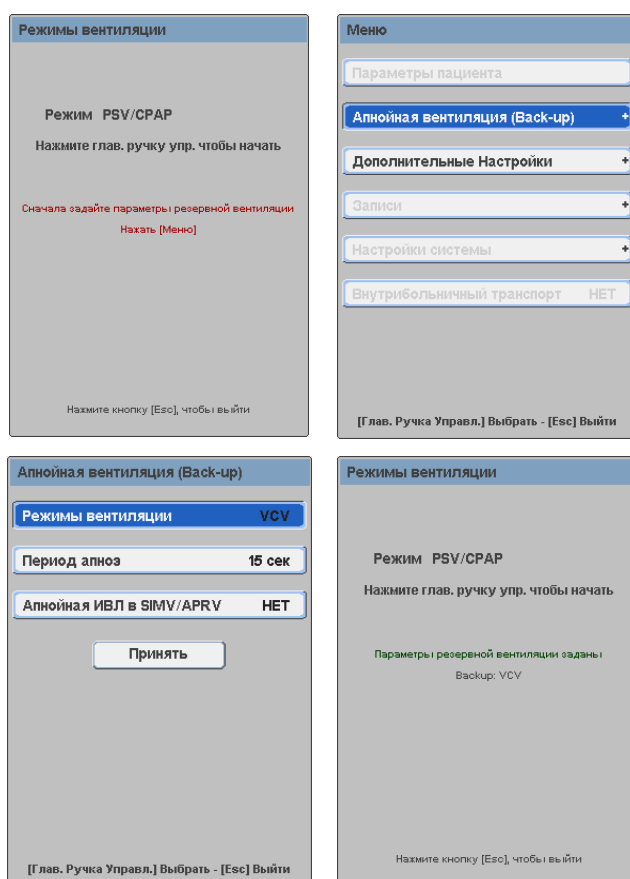 Режимы вентиляции
Режим PSV/CPAP
Нажмите глав. ручку упр. чтобы начать
Сначала задайте параметры резервной вентиляции
Нажать [Меню]
Нажмите кнопку [Esc], чтобы выйти
Меню
Параметры пациента
Апнойная вентиляция (Back-up) +
Дополнительные Настройки +
Записи +
Настройки системы +
Внутрибольничный транспорт НЕТ
[Глав. Ручка Управл.] Выбрать - [Esc] Выйти
Апнойная вентиляция (Back-up)
Режимы вентиляции VCV
Период апноэ 15 сек
Апнойная ИВЛ в SIMV/APRV НЕТ
Принять
[Глав. Ручка Управл.] Выбрать - [Esc] Выйти
Режимы вентиляции
Режим PSV/CPAP
Нажмите глав. ручку упр. чтобы начать
Параметры резервной вентиляции заданы
Backup: VCV
Нажмите кнопку [Esc], чтобы выйти